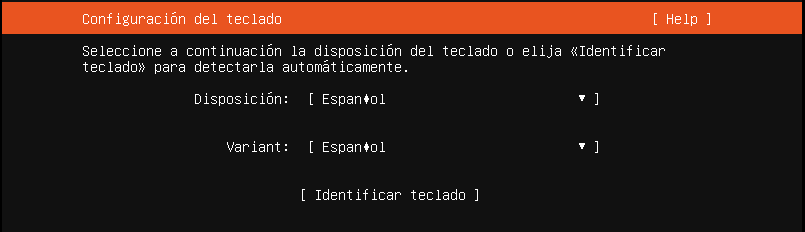 Configuración del teclado [ Help ]
Seleccione a continuación la disposición del teclado o elija «Identificar
teclado» para detectarla automáticamente.
Disposición: [ Espan♦ol ▾ ]
Variant: [ Espan♦ol ▾ ]
[ Identificar teclado ]